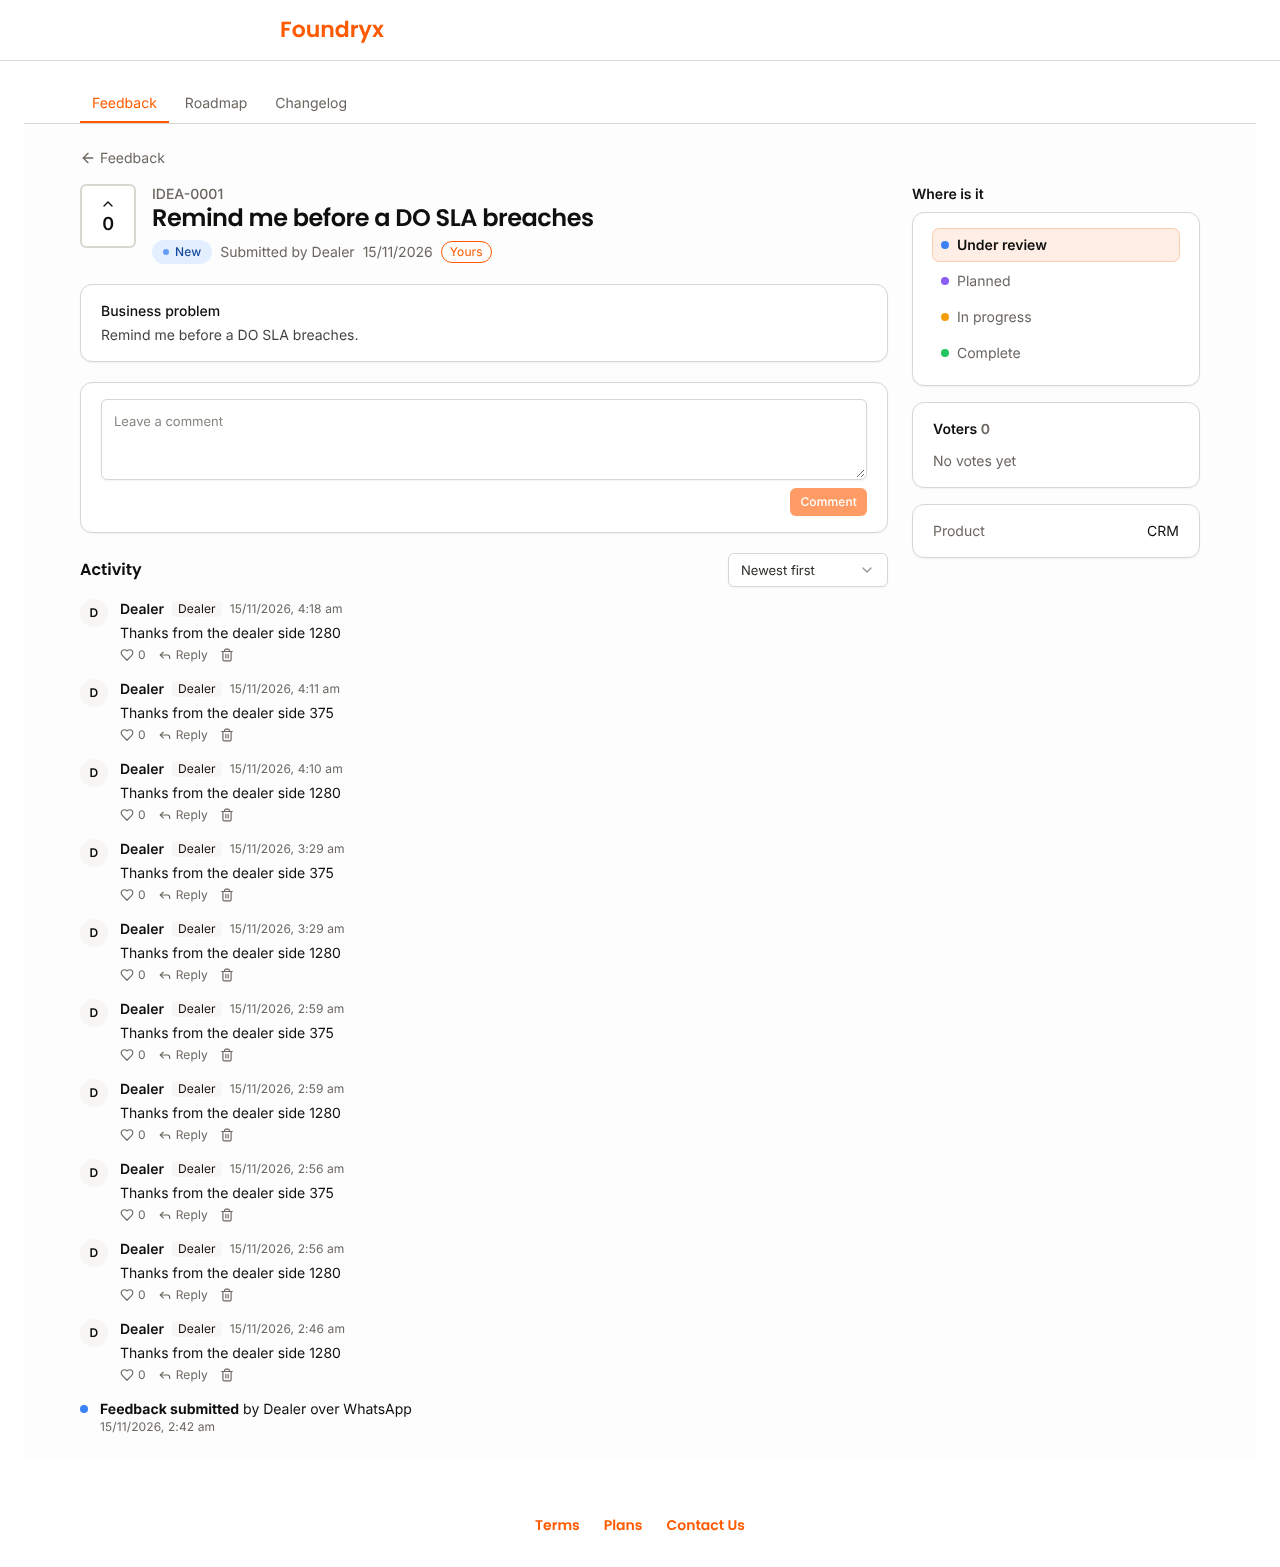 Foundryx
Feedback
Roadmap
Changelog
Feedback
0
IDEA-0001
Remind me before a DO SLA breaches
New
Submitted by Dealer
15/11/2026
Yours
Business problem
Remind me before a DO SLA breaches.
Leave a comment
Comment
Activity
Newest first
D
Dealer Dealer 15/11/2026, 4:18 am
Thanks from the dealer side 1280
0 Reply
D
Dealer Dealer 15/11/2026, 4:11 am
Thanks from the dealer side 375
0 Reply
D
Dealer Dealer 15/11/2026, 4:10 am
Thanks from the dealer side 1280
0 Reply
D
Dealer Dealer 15/11/2026, 3:29 am
Thanks from the dealer side 375
0 Reply
D
Dealer Dealer 15/11/2026, 3:29 am
Thanks from the dealer side 1280
0 Reply
D
Dealer Dealer 15/11/2026, 2:59 am
Thanks from the dealer side 375
0 Reply
D
Dealer Dealer 15/11/2026, 2:59 am
Thanks from the dealer side 1280
0 Reply
D
Dealer Dealer 15/11/2026, 2:56 am
Thanks from the dealer side 375
0 Reply
D
Dealer Dealer 15/11/2026, 2:56 am
Thanks from the dealer side 1280
0 Reply
D
Dealer Dealer 15/11/2026, 2:46 am
Thanks from the dealer side 1280
0 Reply
Feedback submitted by Dealer over WhatsApp
15/11/2026, 2:42 am
Where is it
Under review
Planned
In progress
Complete
Voters 0
No votes yet
Product CRM
Terms
Plans
Contact Us